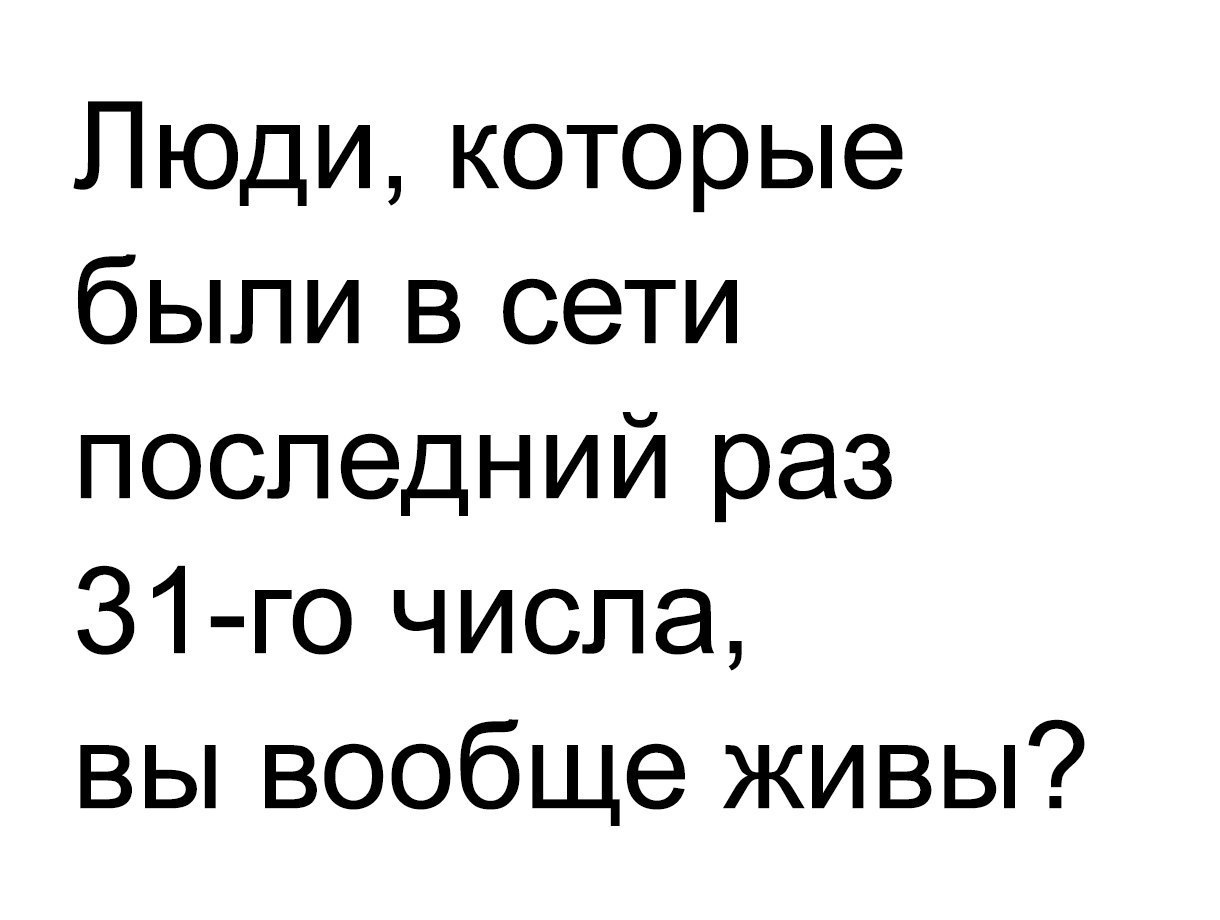 Люди, которые
были в сети
последний раз
31-го числа,
вы вообще живы?